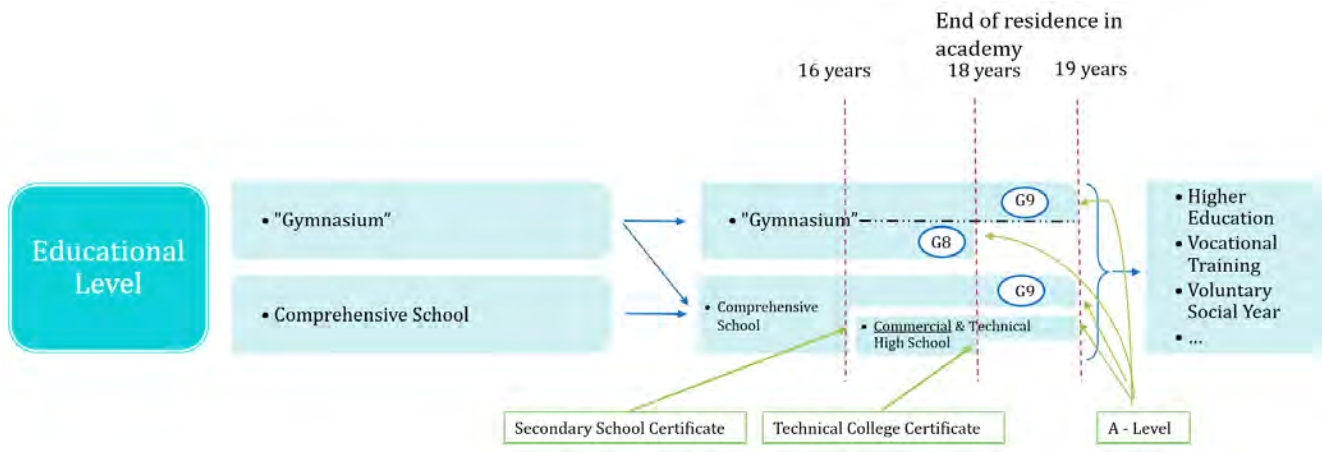 End of residence in
academy
16 years
18 years
19 years
Educational
Level
• "Gymnasium"
• Comprehensive School
• "Gymnasium"
G9
G8
• Comprehensive
School
G9
• Commercial & Technical
High School
• Higher
Education
• Vocational
Training
• Voluntary
Social Year
• ...
Secondary School Certificate
Technical College Certificate
A - Level